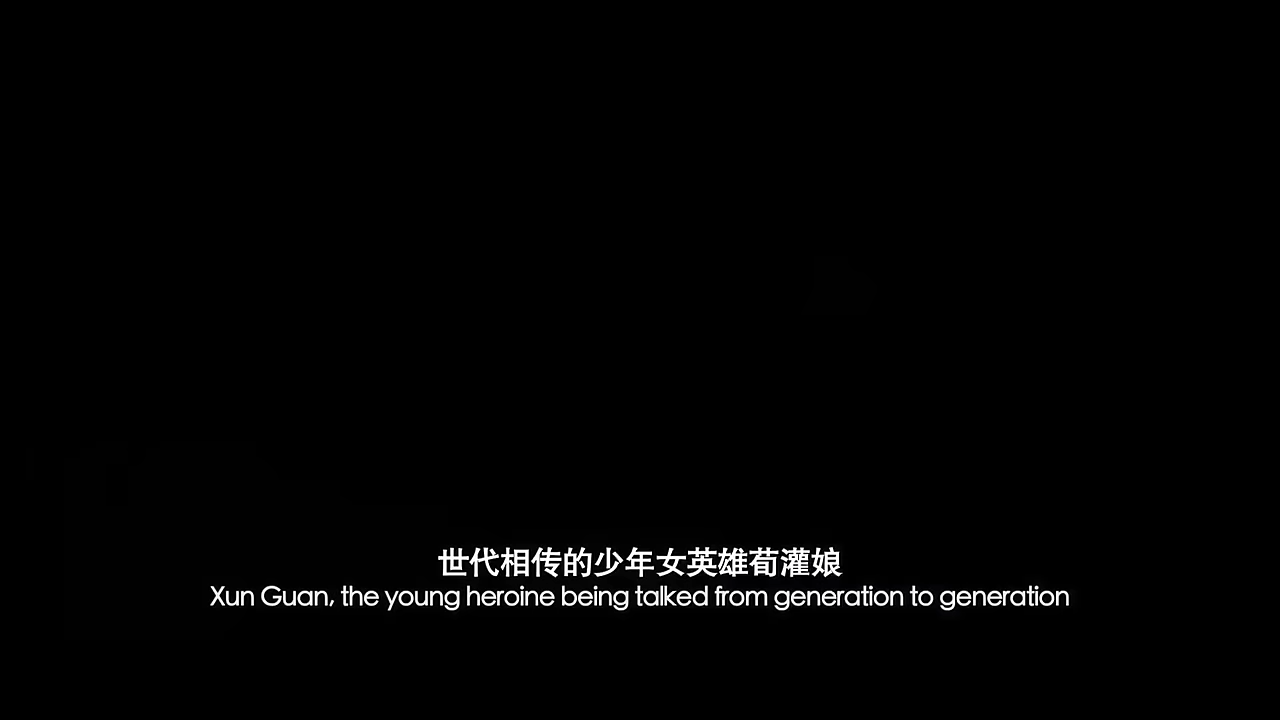 世代相传的少年女英雄荀灌娘
Xun Guan, the young heroine being talked from generation to generation